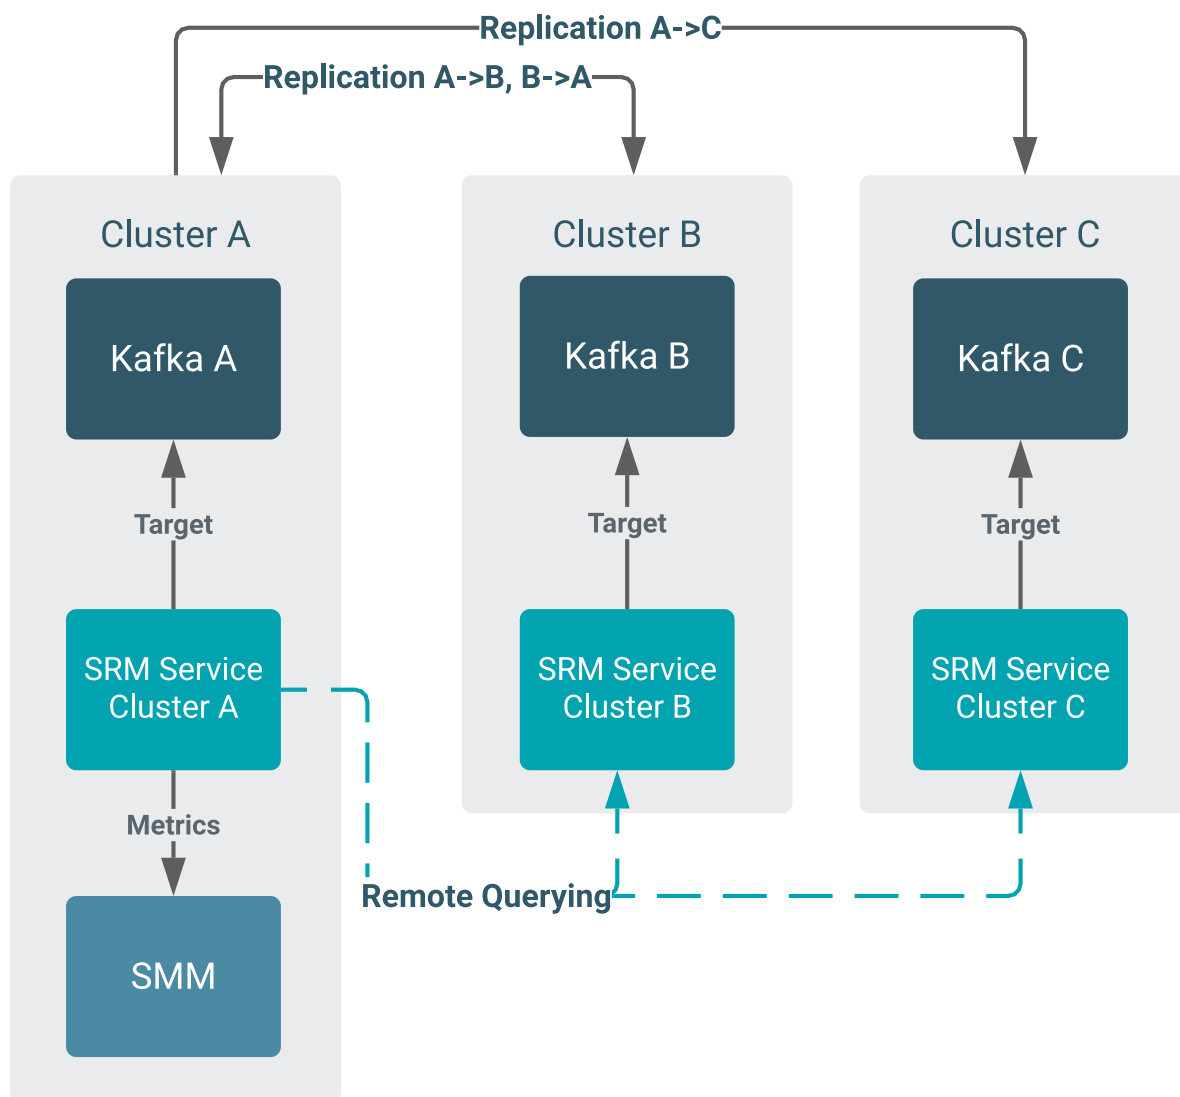 Replication A->C
Replication A->B, B->A
Cluster A
Cluster B
Cluster C
Kafka A
Kafka B
Kafka C
Target
Target
Target
SRM Service
Cluster A
SRM Service
Cluster B
SRM Service
Cluster C
Metrics
Remote Querying
SMM